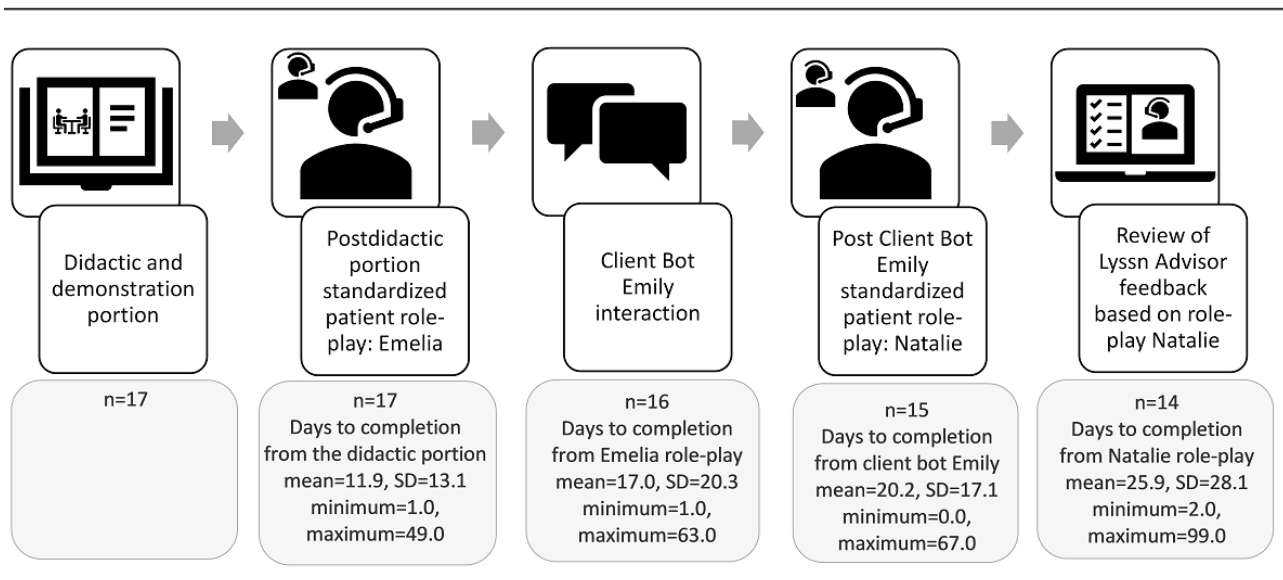 Didactic and
demonstration
portion
Postdidactic
portion
standardized
patient role-
play: Emelia
Client Bot
Emily
interaction
Post Client Bot
Emily
standardized
patient role-
play: Natalie
Review of
Lyssn Advisor
feedback
based on role-
play Natalie
n=17
n=17
Days to completion
from the didactic portion
mean=11.9, SD=13.1
minimum=1.0,
maximum=49.0
n=16
Days to completion
from Emelia role-play
mean=17.0, SD=20.3
minimum=1.0,
maximum=63.0
n=15
Days to completion
from client bot Emily
mean=20.2, SD=17.1
minimum=0.0,
maximum=67.0
n=14
Days to completion
from Natalie role-play
mean=25.9, SD=28.1
minimum=2.0,
maximum=99.0